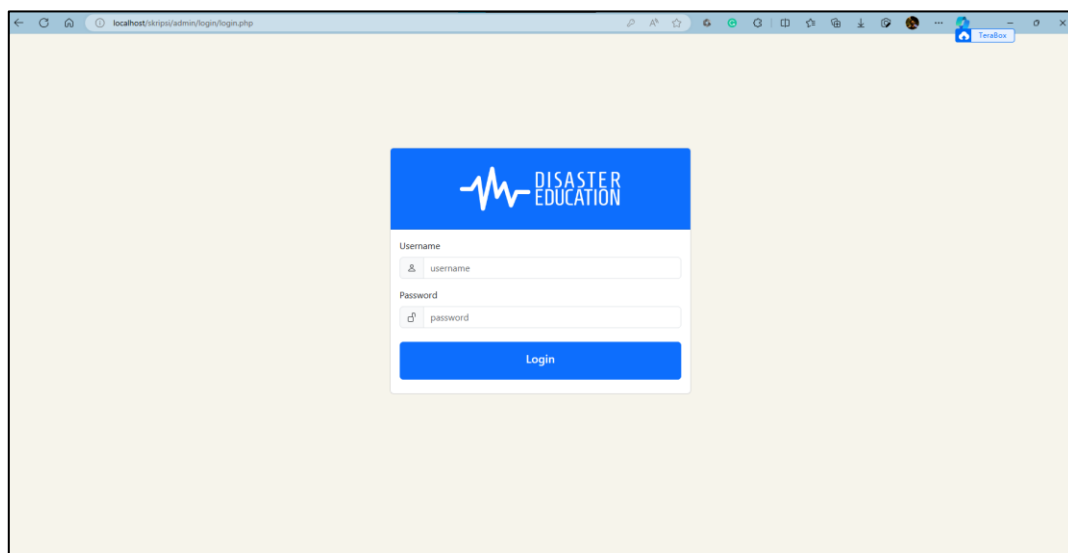 localhost/skripsi/admin/login/login.php
TeraBox
DISASTER
EDUCATION
Username
username
Password
password
Login